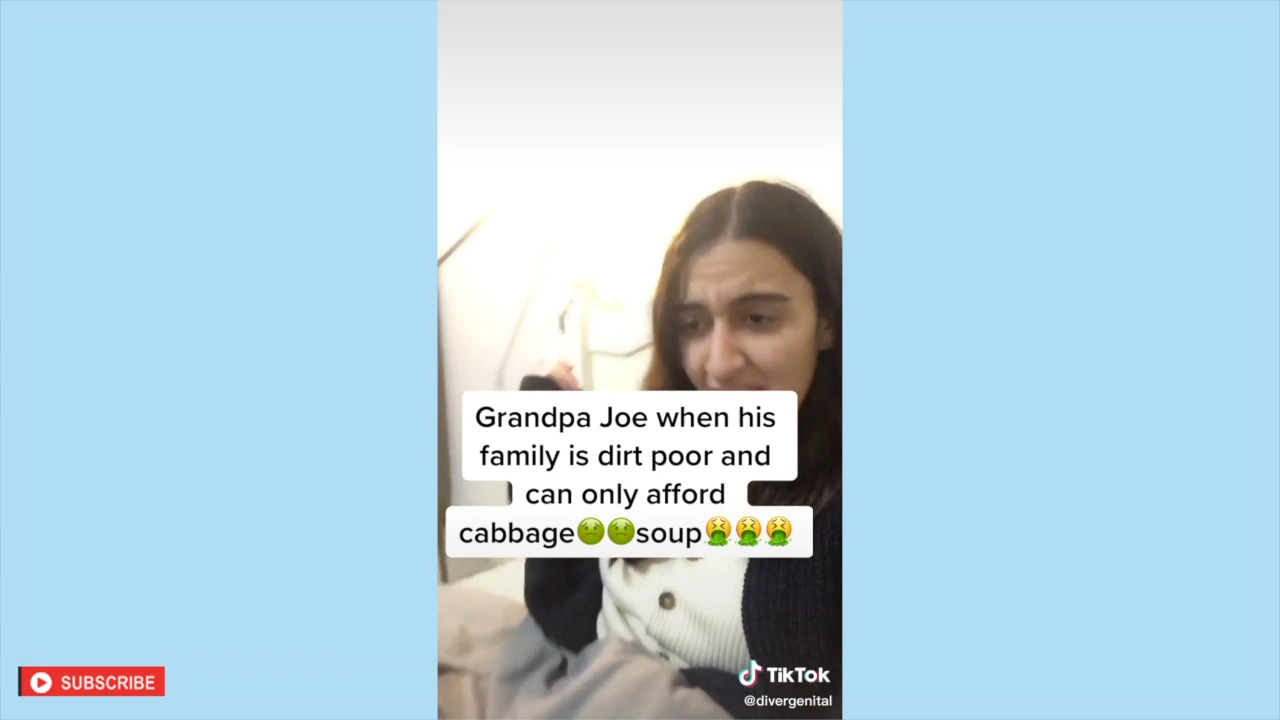 Grandpa Joe when his
family is dirt poor and
can only afford
cabbage🤢🤢soup🤮🤮🤮
SUBSCRIBE
TikTok
@divergenital